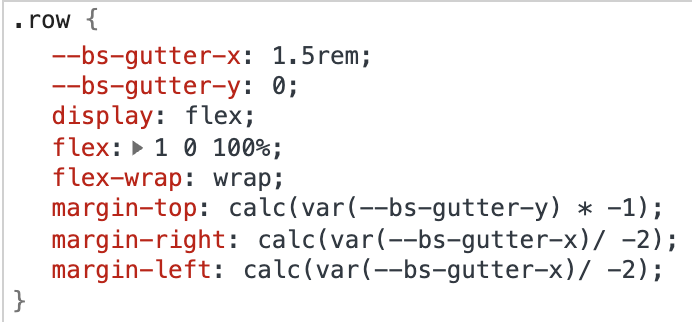 .row {
--bs-gutter-x: 1.5rem;
--bs-gutter-y: 0;
display: flex;
flex: ▶ 1 0 100%;
flex-wrap: wrap;
margin-top: calc(var(--bs-gutter-y) * -1);
margin-right: calc(var(--bs-gutter-x)/ -2);
margin-left: calc(var(--bs-gutter-x)/ -2);
}